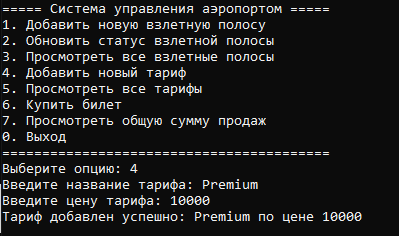 ===== Система управления аэропортом =====
1. Добавить новую взлетную полосу
2. Обновить статус взлетной полосы
3. Просмотреть все взлетные полосы
4. Добавить новый тариф
5. Просмотреть все тарифы
6. Купить билет
7. Просмотреть общую сумму продаж
0. Выход
=========================================
Выберите опцию: 4
Введите название тарифа: Premium
Введите цену тарифа: 10000
Тариф добавлен успешно: Premium по цене 10000